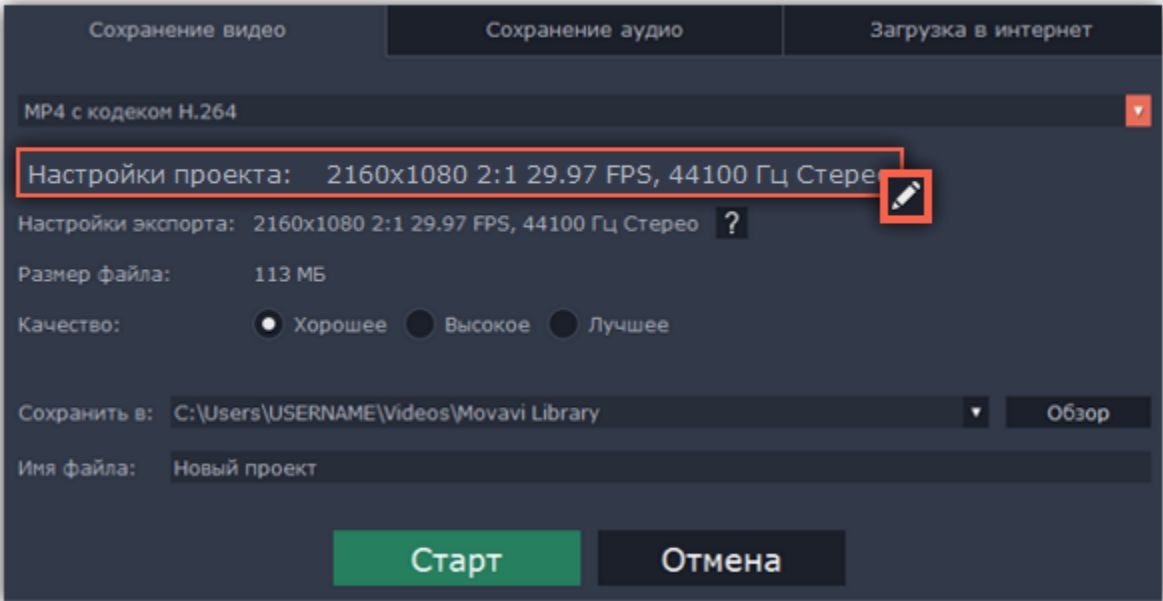 Сохранение видео Сохранение аудио Загрузка в интернет
MP4 с кодеком H.264
Настройки проекта: 2160x1080 2:1 29.97 FPS, 44100 Гц Стерео
Настройки экспорта: 2160x1080 2:1 29.97 FPS, 44100 Гц Стерео ?
Размер файла: 113 МБ
Качество: Хорошее Высокое Лучшее
Сохранить в: C:\Users\USERNAME\Videos\Movavi Library Обзор
Имя файла: Новый проект
Старт Отмена